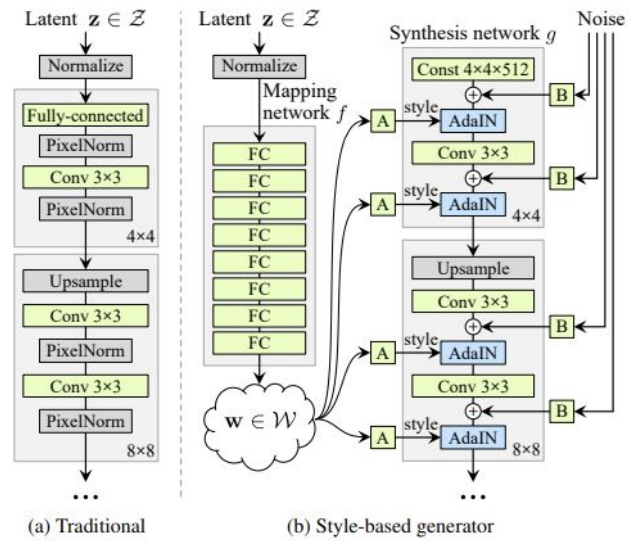 Latent z ∈ Z
Normalize
Fully-connected
PixelNorm
Conv 3×3
PixelNorm
4×4
Upsample
Conv 3×3
PixelNorm
Conv 3×3
PixelNorm
8×8
...
(a) Traditional
Latent z ∈ Z
Normalize
Mapping
network f
FC
FC
FC
FC
FC
FC
FC
FC
w ∈ W
A
A
A
A
style
style
style
style
Synthesis network g
Const 4×4×512
AdaIN
Conv 3×3
AdaIN
4×4
Upsample
Conv 3×3
AdaIN
Conv 3×3
AdaIN
8×8
...
Noise
B
B
B
B
(b) Style-based generator